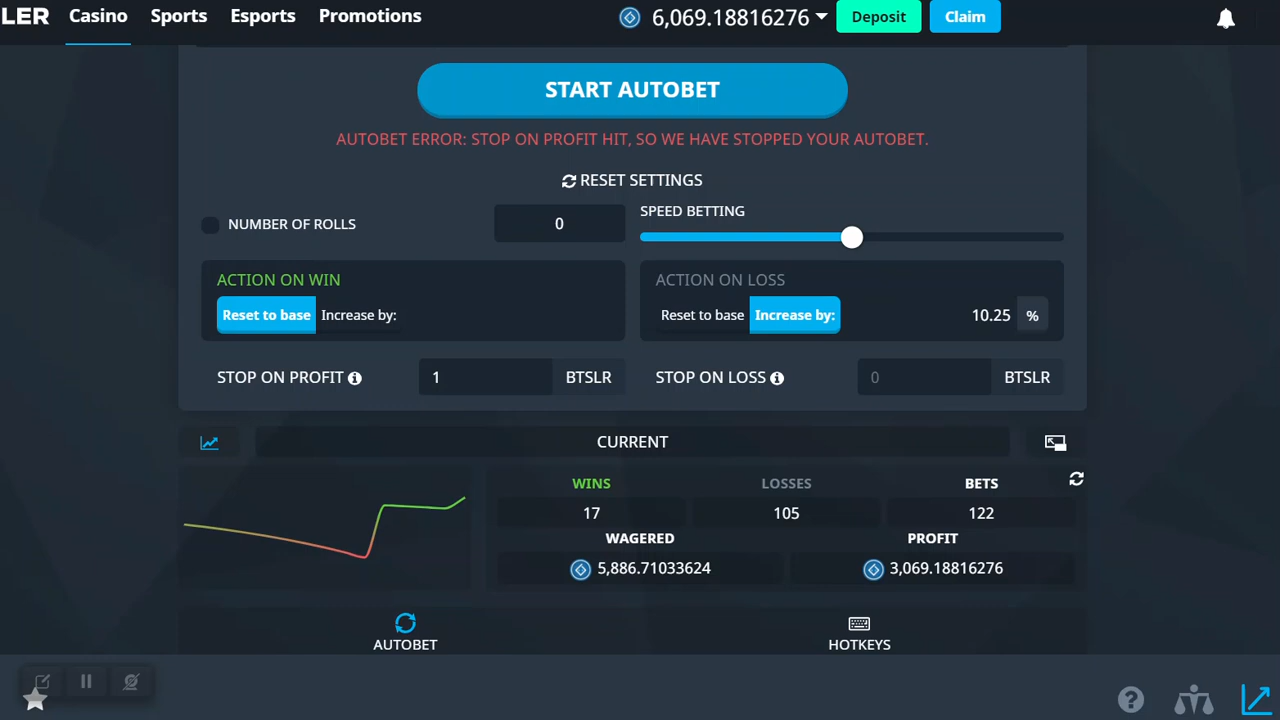 LER Casino Sports Esports Promotions 6,069.18816276 Deposit Claim
START AUTOBET
AUTOBET ERROR: STOP ON PROFIT HIT, SO WE HAVE STOPPED YOUR AUTOBET.
RESET SETTINGS
NUMBER OF ROLLS 0 SPEED BETTING
ACTION ON WIN ACTION ON LOSS
Reset to base Increase by: Reset to base Increase by: 10.25 %
STOP ON PROFIT 1 BTSLR STOP ON LOSS 0 BTSLR
CURRENT
WINS LOSSES BETS
17 105 122
WAGERED PROFIT
5,886.71033624 3,069.18816276
AUTOBET HOTKEYS